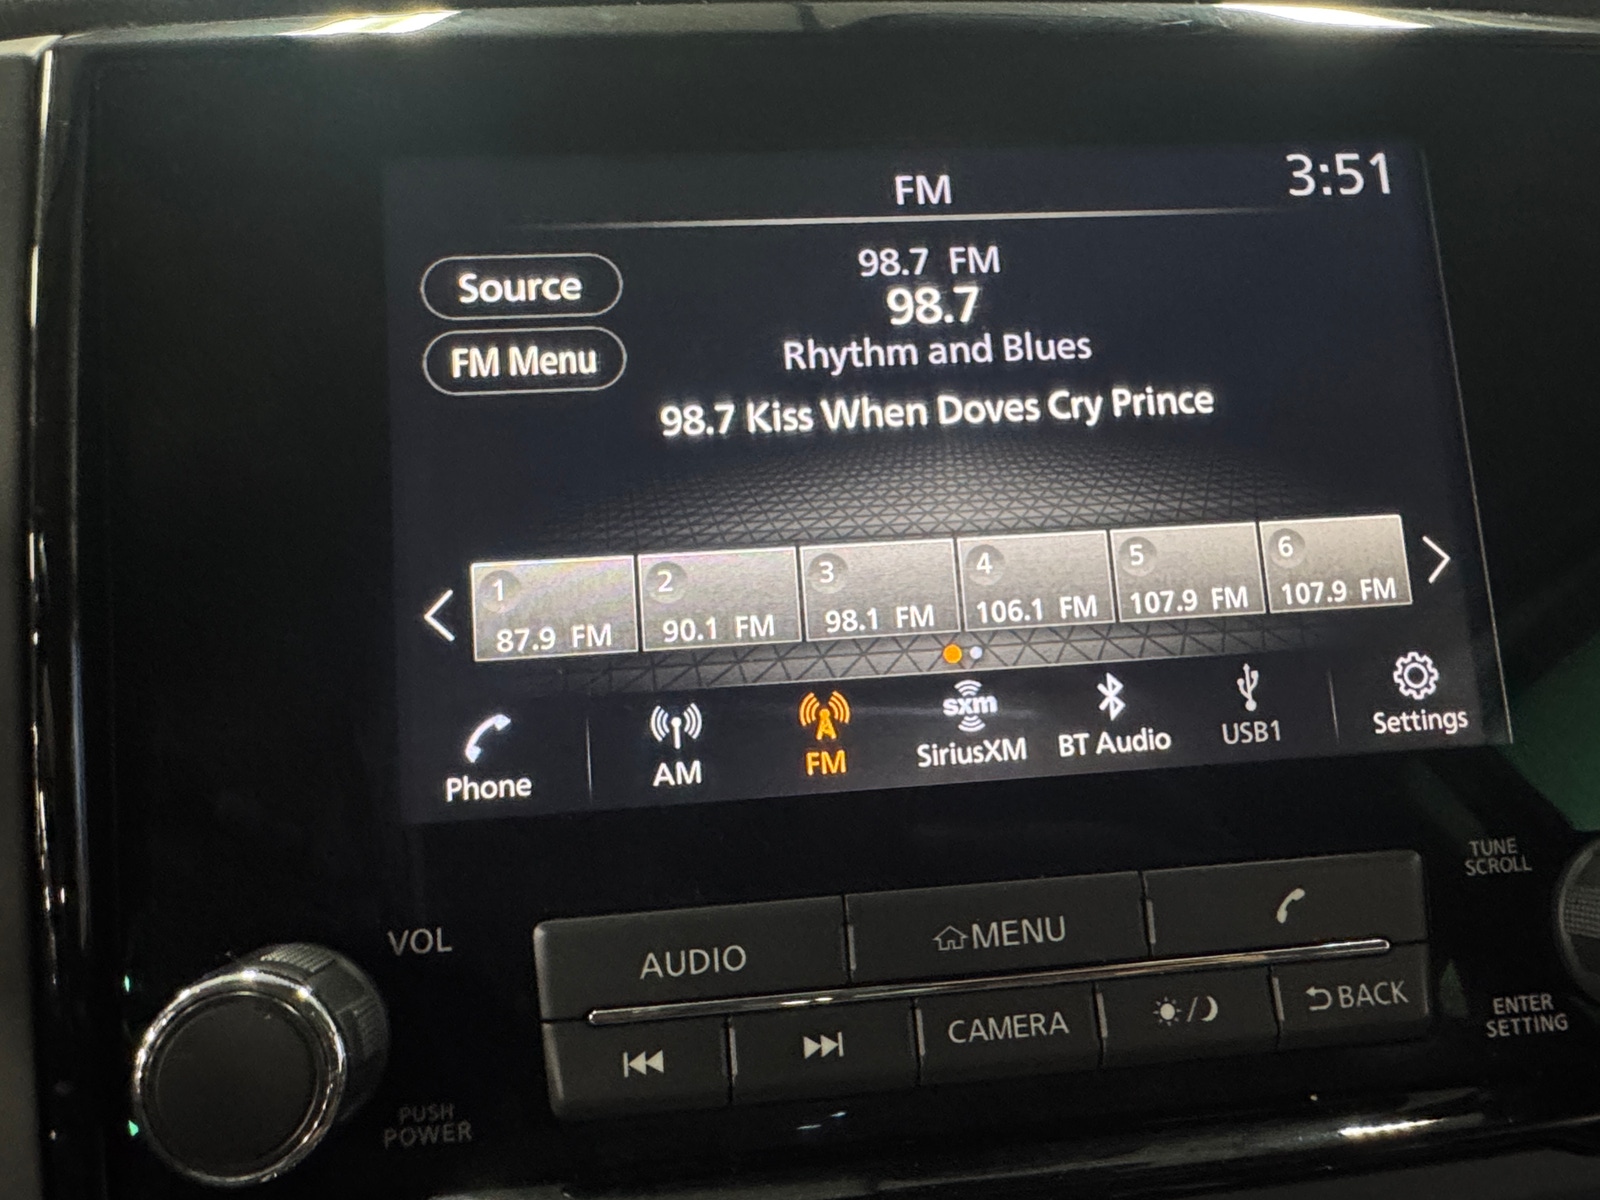 FM
3:51
Source
FM Menu
98.7 FM
98.7
Rhythm and Blues
98.7 Kiss When Doves Cry Prince
1
87.9 FM
2
90.1 FM
3
98.1 FM
4
106.1 FM
5
107.9 FM
6
107.9 FM
Phone
AM
FM
sxm
SiriusXM
BT Audio
USB1
Settings
TUNE
SCROLL
VOL
AUDIO
MENU
CAMERA
BACK
ENTER
SETTING
PUSH
POWER